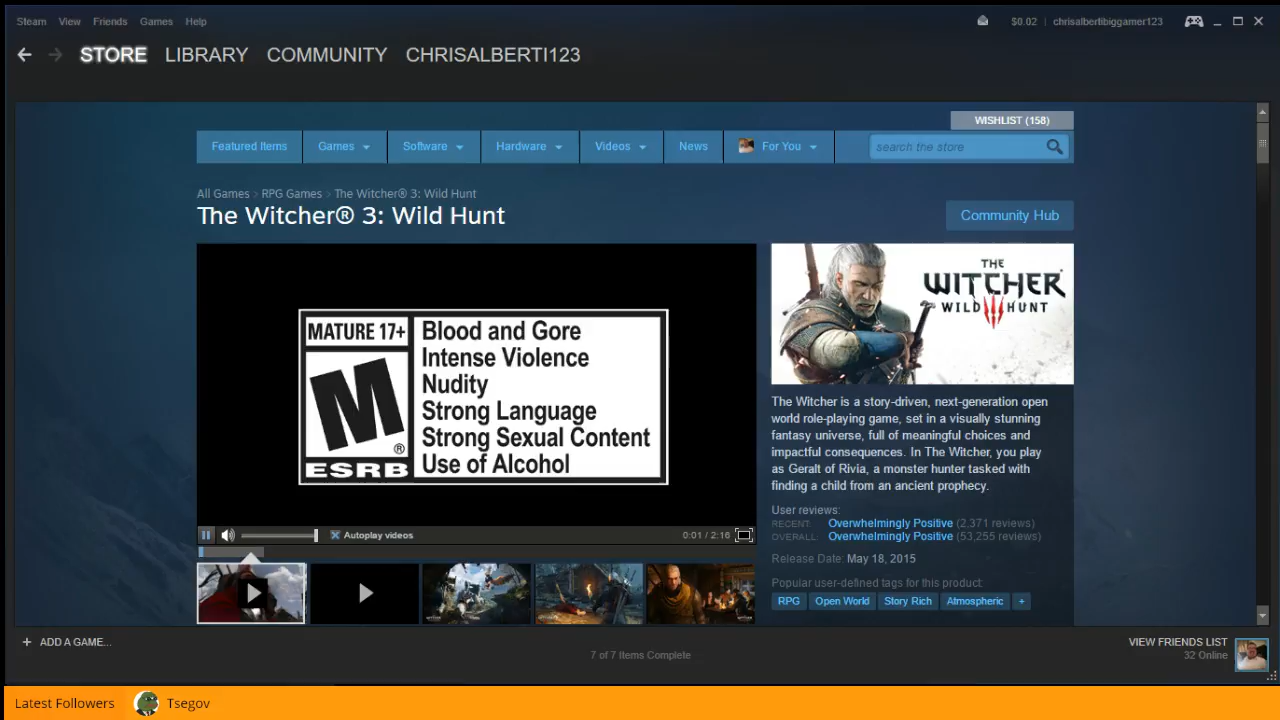 Steam View Friends Games Help
$0.02 | chrisalbertibiggamer123
STORE LIBRARY COMMUNITY CHRISALBERTI123
WISHLIST (158)
Featured Items Games Software Hardware Videos News For You search the store
All Games > RPG Games > The Witcher® 3: Wild Hunt
The Witcher® 3: Wild Hunt
Community Hub
MATURE 17+
M
®
ESRB
Blood and Gore
Intense Violence
Nudity
Strong Language
Strong Sexual Content
Use of Alcohol
THE
WITCHER
WILD HUNT
The Witcher is a story-driven, next-generation open
world role-playing game, set in a visually stunning
fantasy universe, full of meaningful choices and
impactful consequences. In The Witcher, you play
as Geralt of Rivia, a monster hunter tasked with
finding a child from an ancient prophecy.
User reviews:
RECENT: Overwhelmingly Positive (2,371 reviews)
OVERALL: Overwhelmingly Positive (53,255 reviews)
Release Date: May 18, 2015
Popular user-defined tags for this product:
RPG Open World Story Rich Atmospheric +
Autoplay videos 0:01 / 2:16
+ ADD A GAME...
7 of 7 Items Complete
VIEW FRIENDS LIST
32 Online
Latest Followers Tsegov